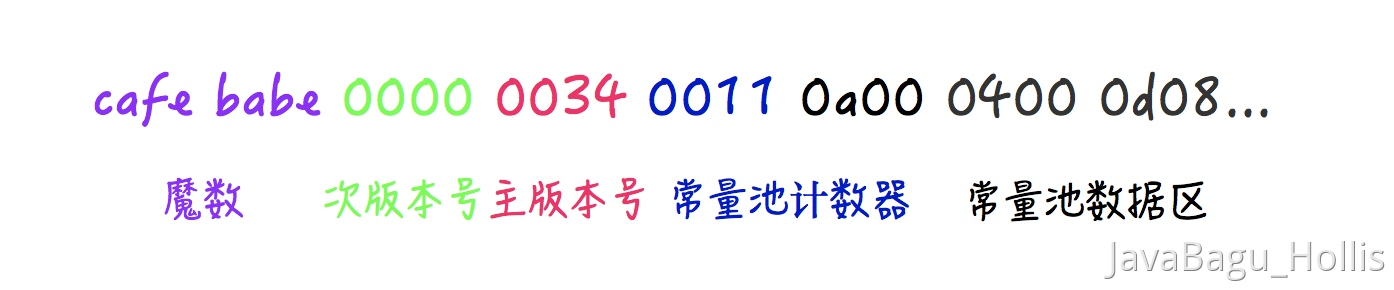 cafe babe 0000 0034 0011 0a00 0400 0d08...
魔数 次版本号 主版本号 常量池计数器 常量池数据区
JavaBagu_Hollis